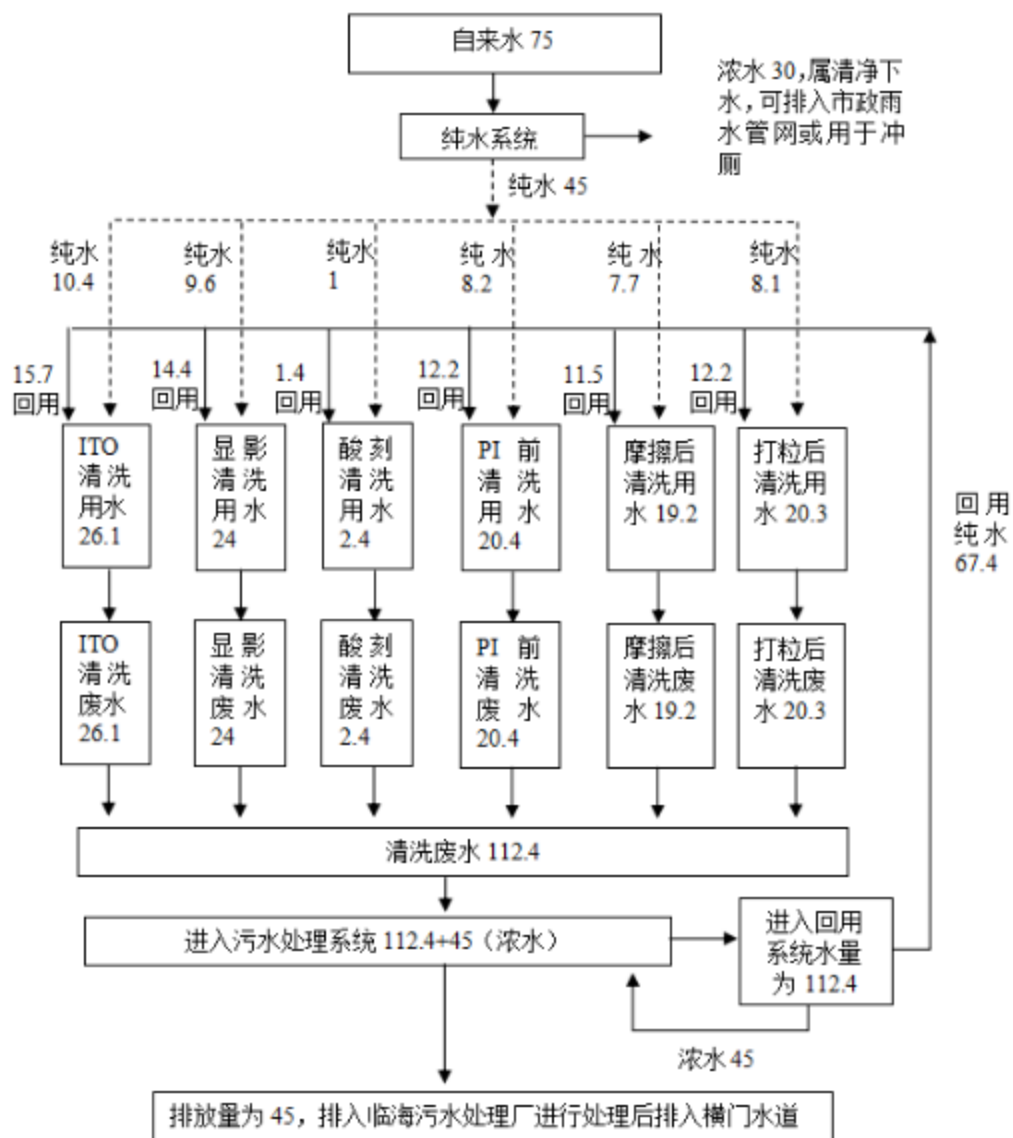 自来水 75
浓水 30,属清净下
水,可排入市政雨
水管网或用于冲
厕
纯水系统
纯水 45
纯水
10.4
纯水
9.6
纯水
1
纯 水
8.2
纯 水
7.7
纯水
8.1
15.7
回用
14.4
回用
1.4
回用
12.2
回用
11.5
回用
12.2
回用
ITO
清 洗
用水
26.1
显 影
清 洗
用 水
24
酸 刻
清 洗
用 水
2.4
PI 前
清 洗
用 水
20.4
摩擦后
清洗用
水 19.2
打粒后
清洗用
水 20.3
回 用
纯 水
67.4
ITO
清 洗
废水
26.1
显 影
清 洗
废 水
24
酸 刻
清 洗
废 水
2.4
PI 前
清 洗
废 水
20.4
摩擦后
清洗废
水 19.2
打粒后
清洗废
水 20.3
清洗废水 112.4
进入污水处理系统 112.4+45（浓水）
进入回用
系统水量
为 112.4
浓水 45
排放量为 45，排入临海污水处理厂进行处理后排入横门水道